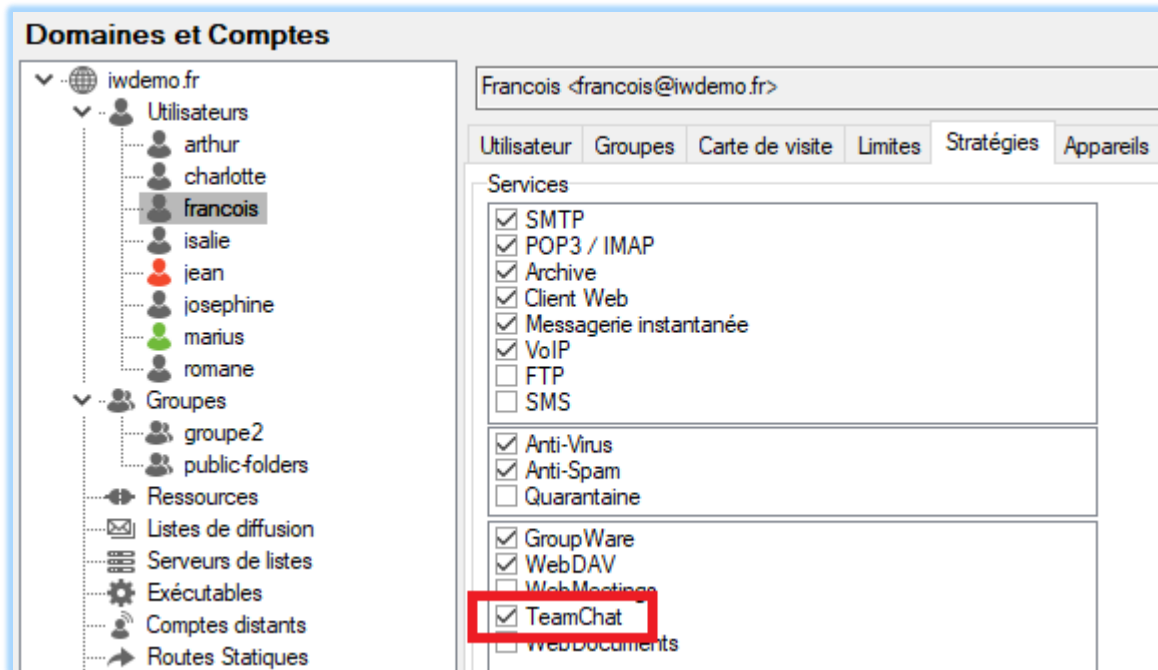 Domaines et Comptes
iwdemo.fr
Utilisateurs
arthur
charlotte
francois
isalie
jean
josephine
marius
romane
Groupes
groupe2
public-folders
Ressources
Listes de diffusion
Serveurs de listes
Exécutables
Comptes distants
Routes Statiques
Francois <francois@iwdemo.fr>
Utilisateur Groupes Carte de visite Limites Stratégies Appareils
Services
SMTP
POP3 / IMAP
Archive
Client Web
Messagerie instantanée
VoIP
FTP
SMS
Anti-Virus
Anti-Spam
Quarantaine
GroupWare
WebDAV
WebMeetings
TeamChat
WebDocuments